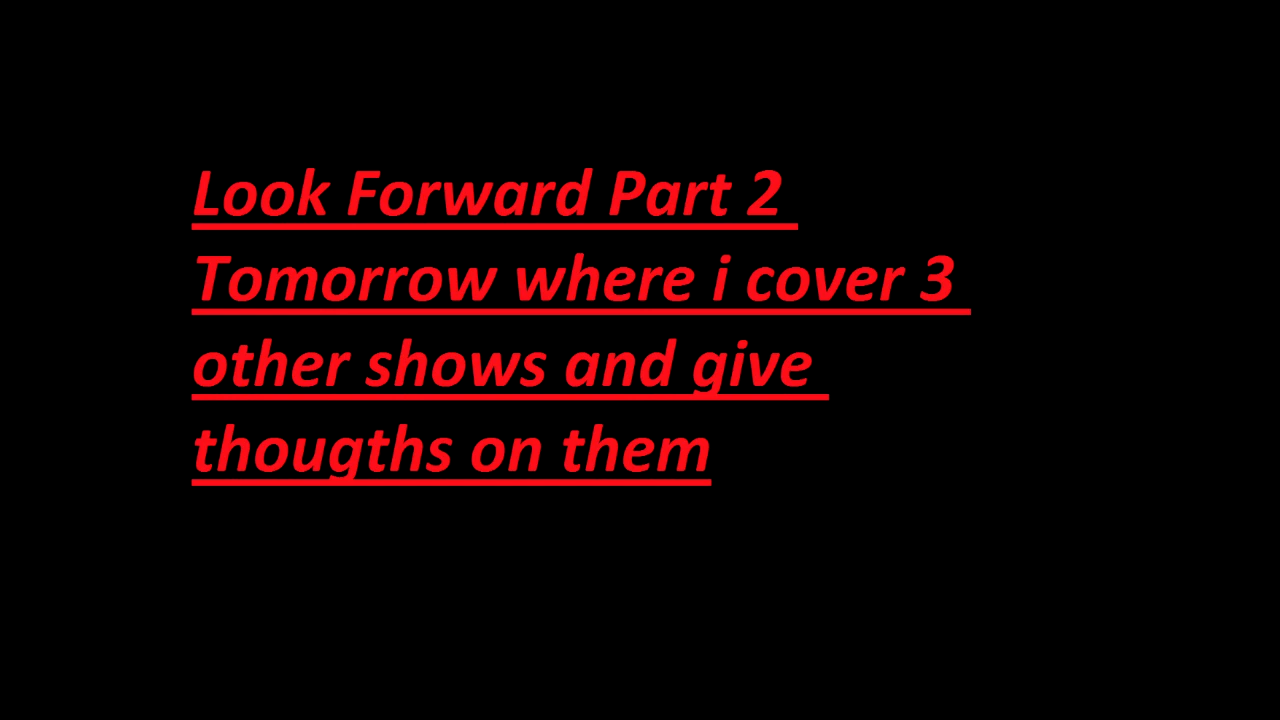 Look Forward Part 2
Tomorrow where i cover 3
other shows and give
thougths on them